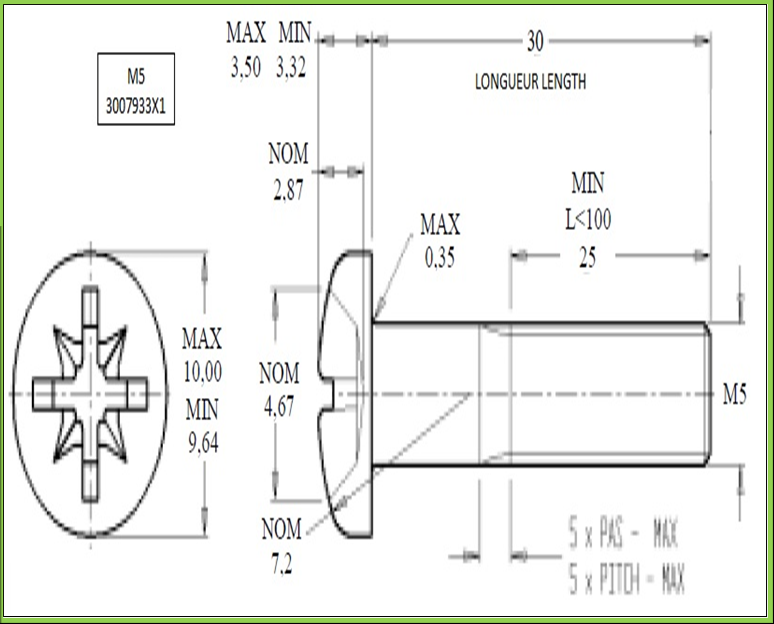 MAX MIN
3,50 3,32
30
LONGUEUR LENGTH
M5
3007933X1
NOM
2,87
MIN
L<100
25
MAX
0,35
MAX
10,00
MIN
9,64
NOM
4,67
M5
NOM
7,2
5 x PAS - MAX
5 x PITCH - MAX